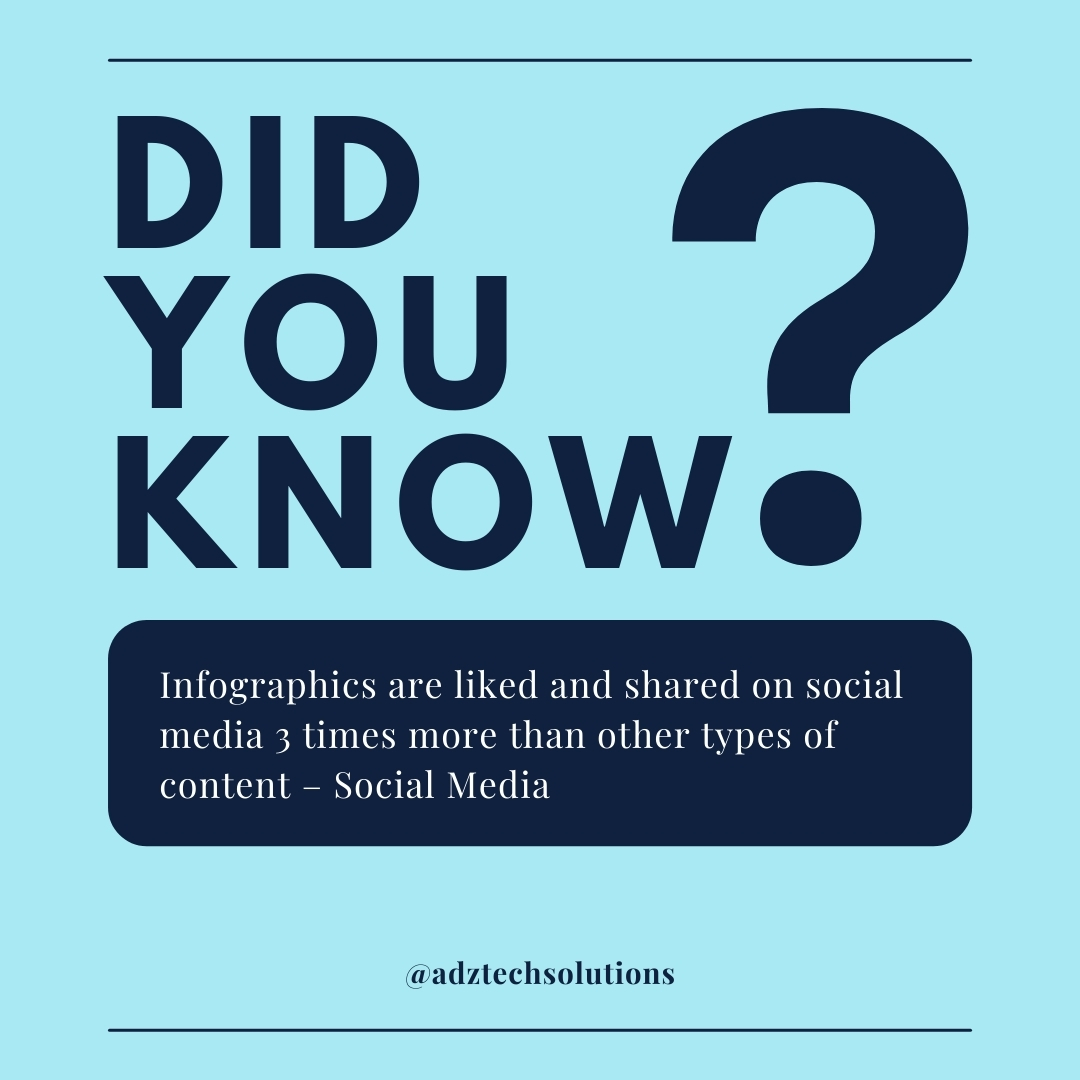 DID
YOU
KNOW?
Infographics are liked and shared on social
media 3 times more than other types of
content – Social Media
@adztechsolutions